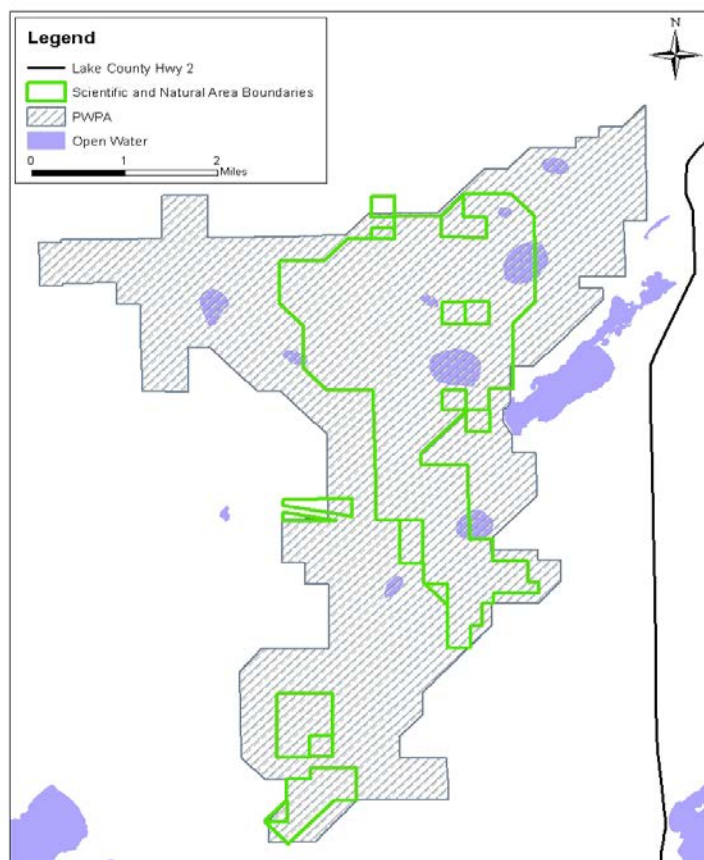 Legend
N
Lake County Hwy 2
Scientific and Natural Area Boundaries
PWPA
Open Water
0 1 2
Miles